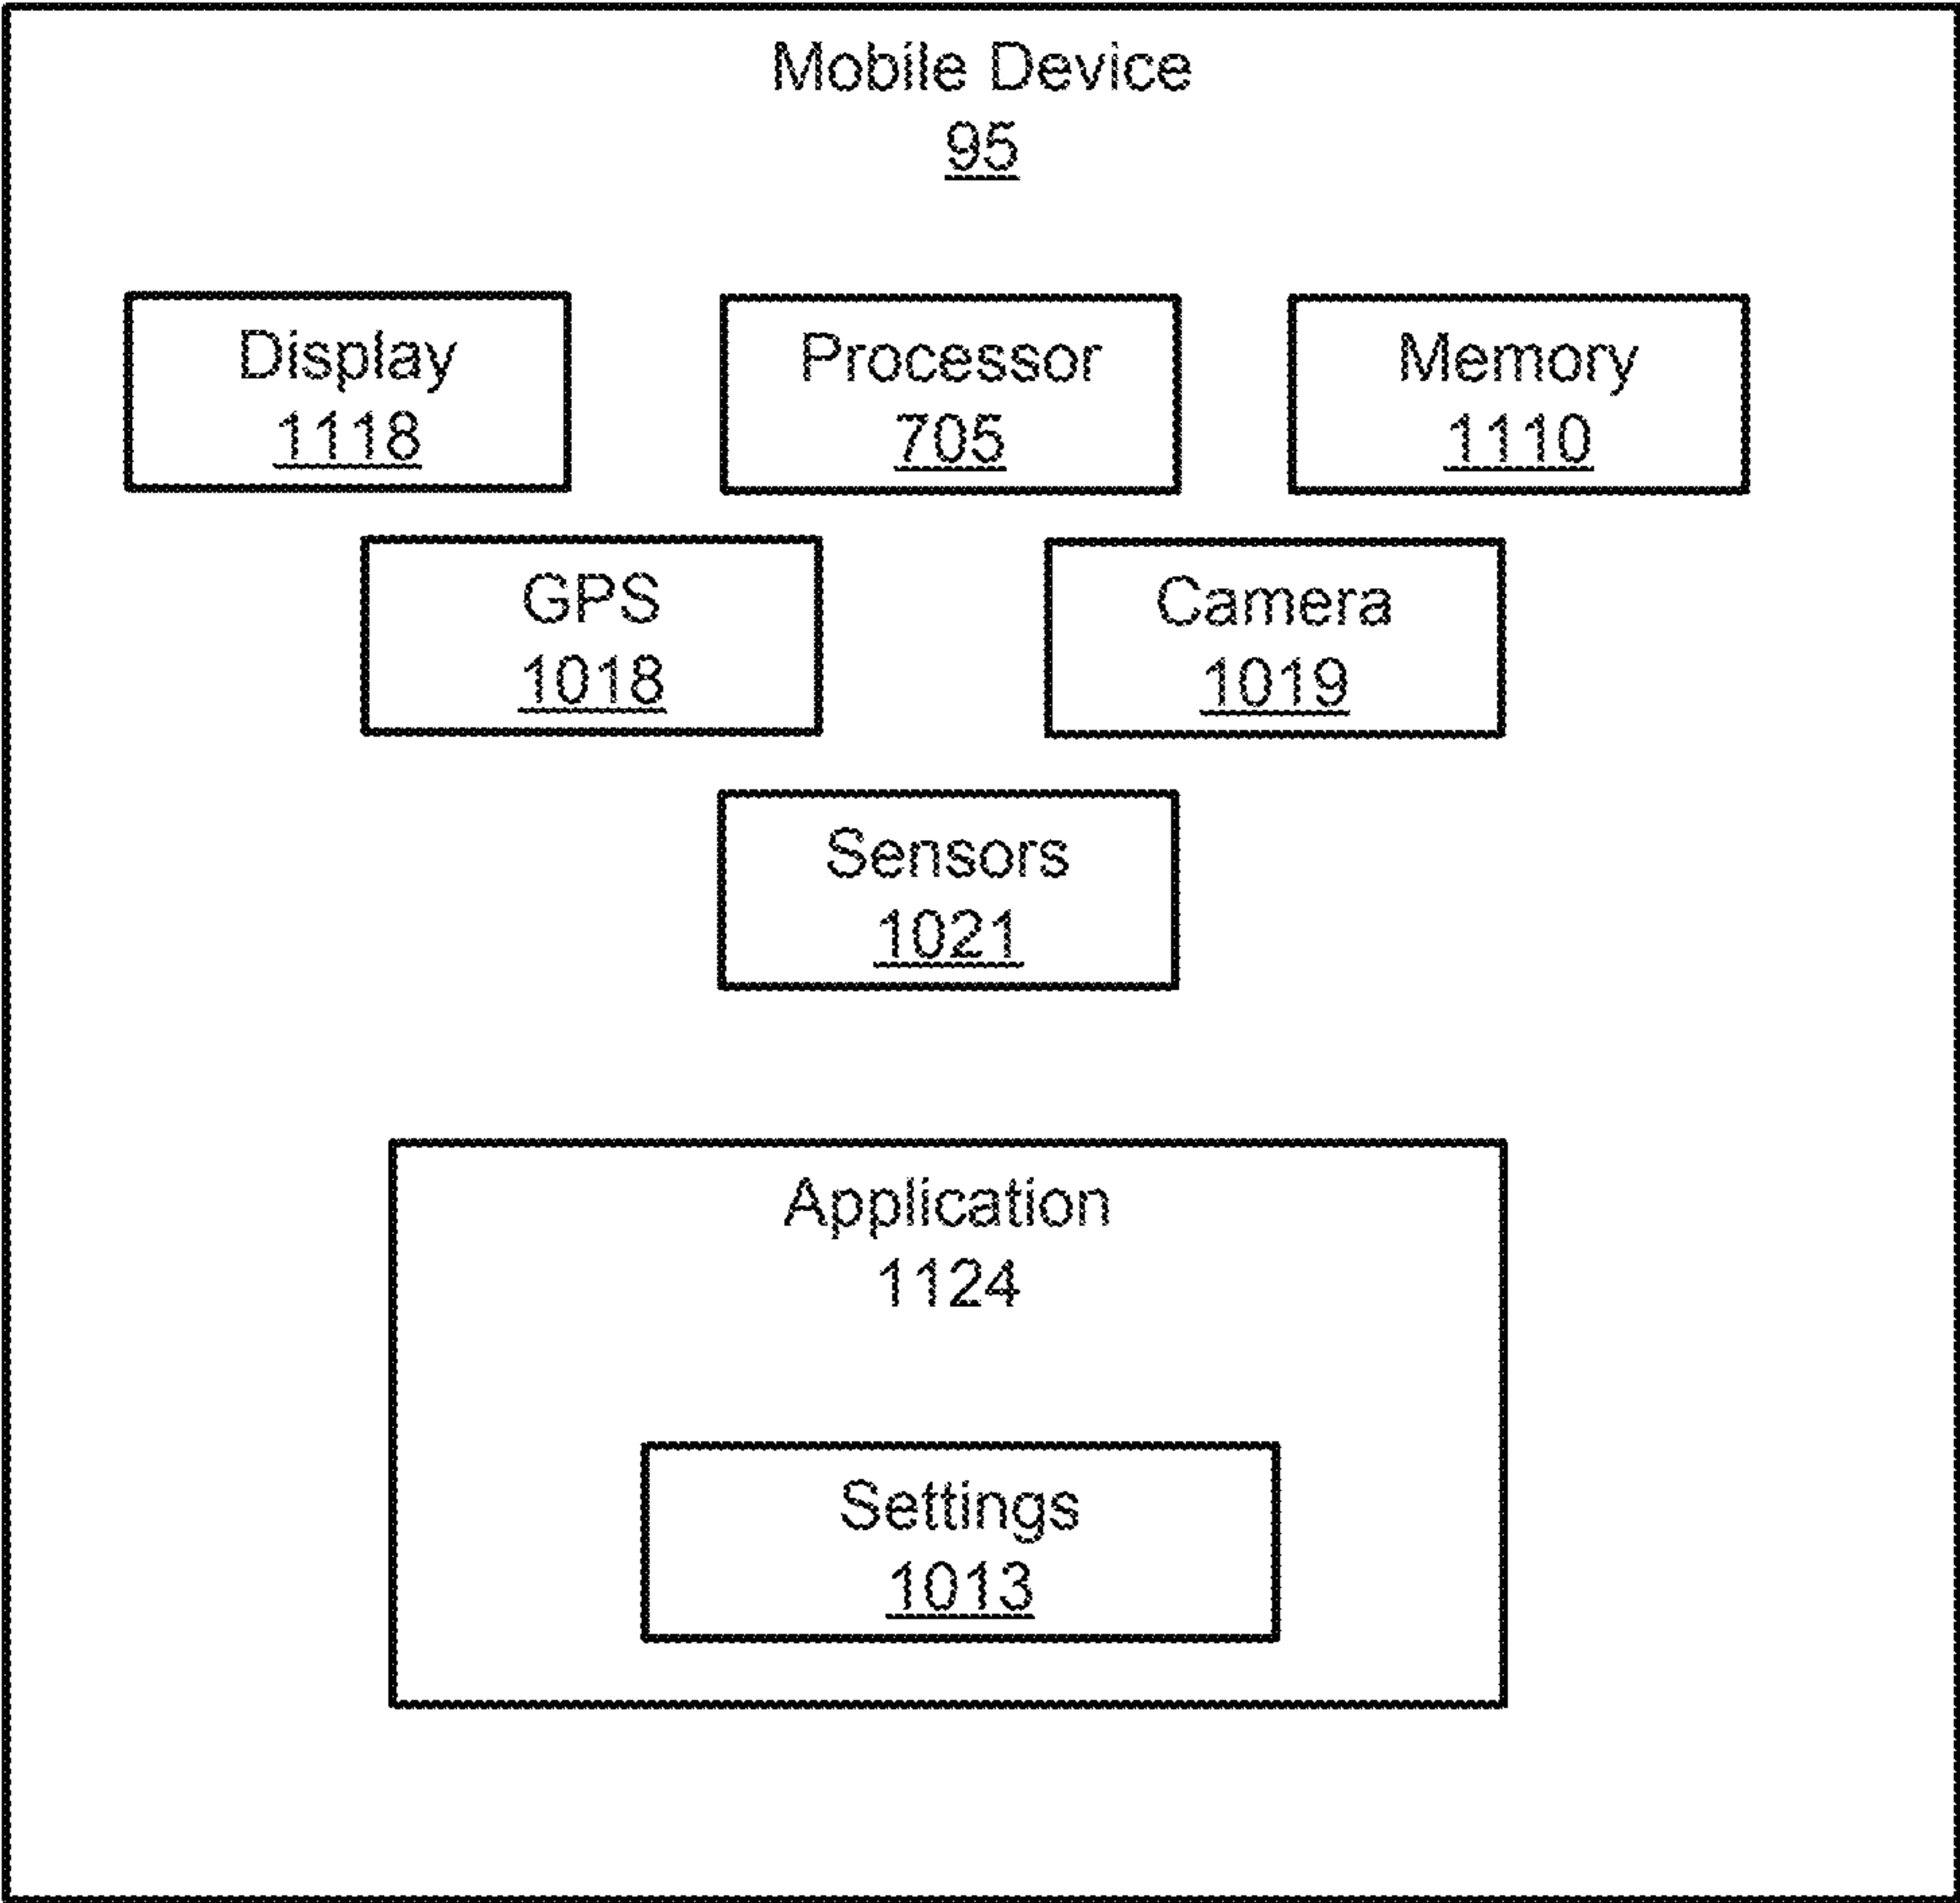 Mobile Device
95
Display
1118
Processor
705
Memory
1110
GPS
1018
Camera
1019
Sensors
1021
Application
1124
Settings
1013